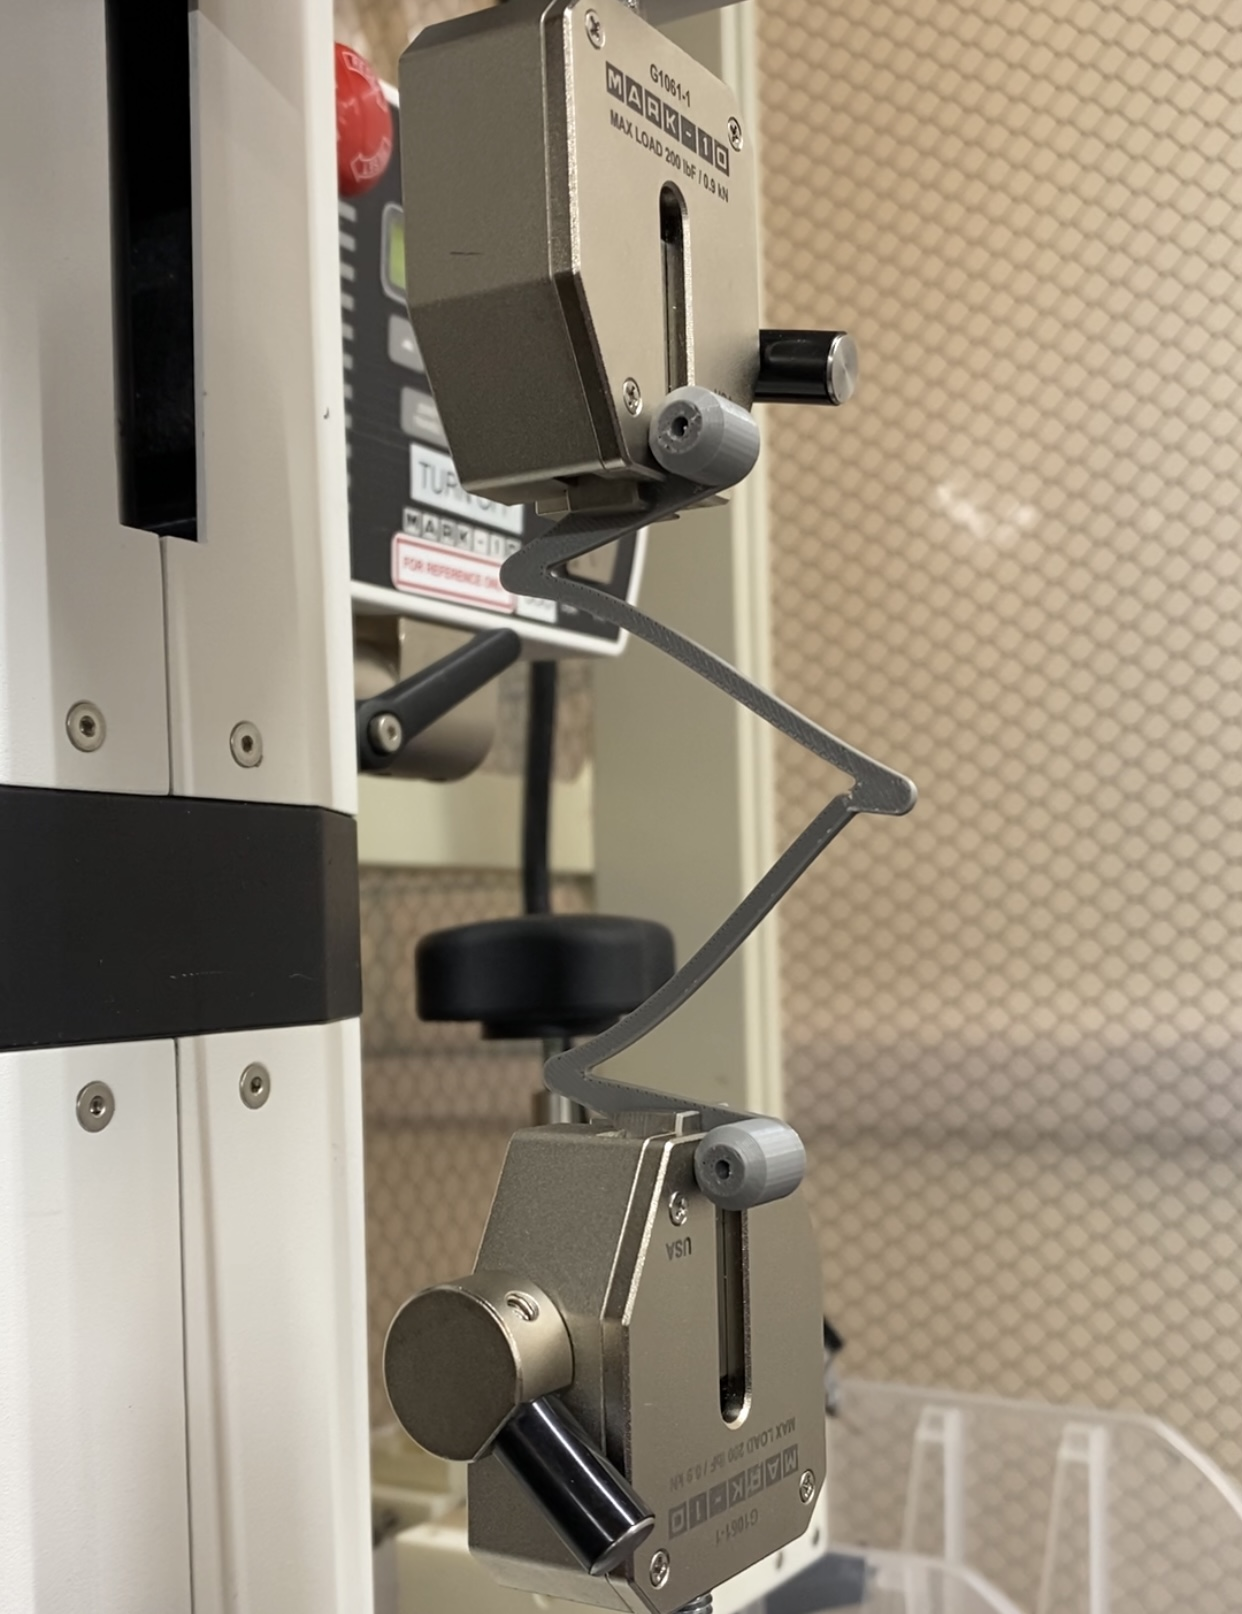 G1061-1
MARK-10
MAX LOAD 200 lbF / 0.9 kN
RESET
TURN OFF
MARK-10
FOR REFERENCE ONLY
USA
MAX LOAD 200 lbF / 0.9 kN
MARK-10
G1061-1